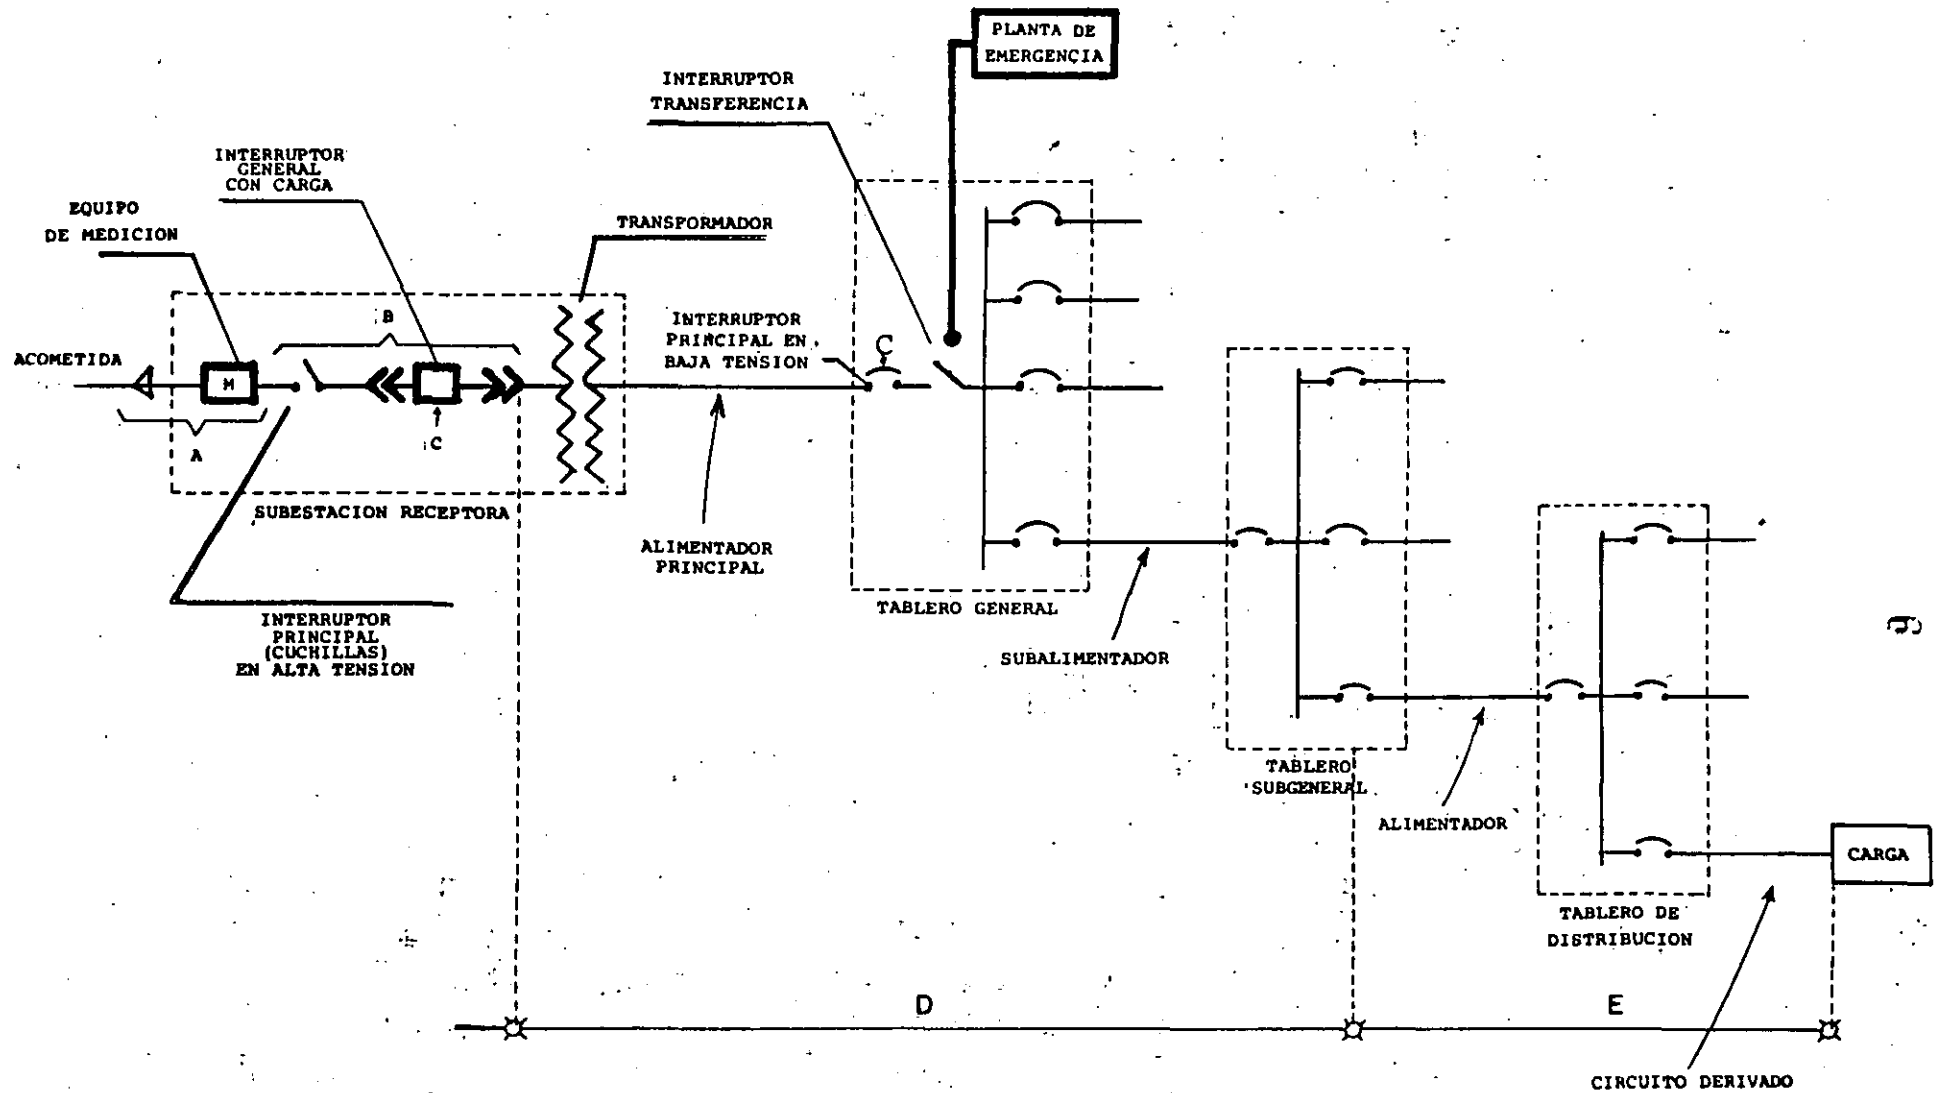 PLANTA DE
EMERGENCIA
INTERRUPTOR
TRANSFERENCIA
INTERRUPTOR
GENERAL
CON CARGA
EQUIPO
DE MEDICION
TRANSFORMADOR
B
INTERRUPTOR
PRINCIPAL EN
BAJA TENSION
C
ACOMETIDA
M
C
A
SUBESTACION RECEPTORA
ALIMENTADOR
PRINCIPAL
TABLERO GENERAL
INTERRUPTOR
PRINCIPAL
(CUCHILLAS)
EN ALTA TENSION
SUBALIMENTADOR
TABLERO
SUBGENERAL
ALIMENTADOR
CARGA
TABLERO DE
DISTRIBUCION
D
E
CIRCUITO DERIVADO